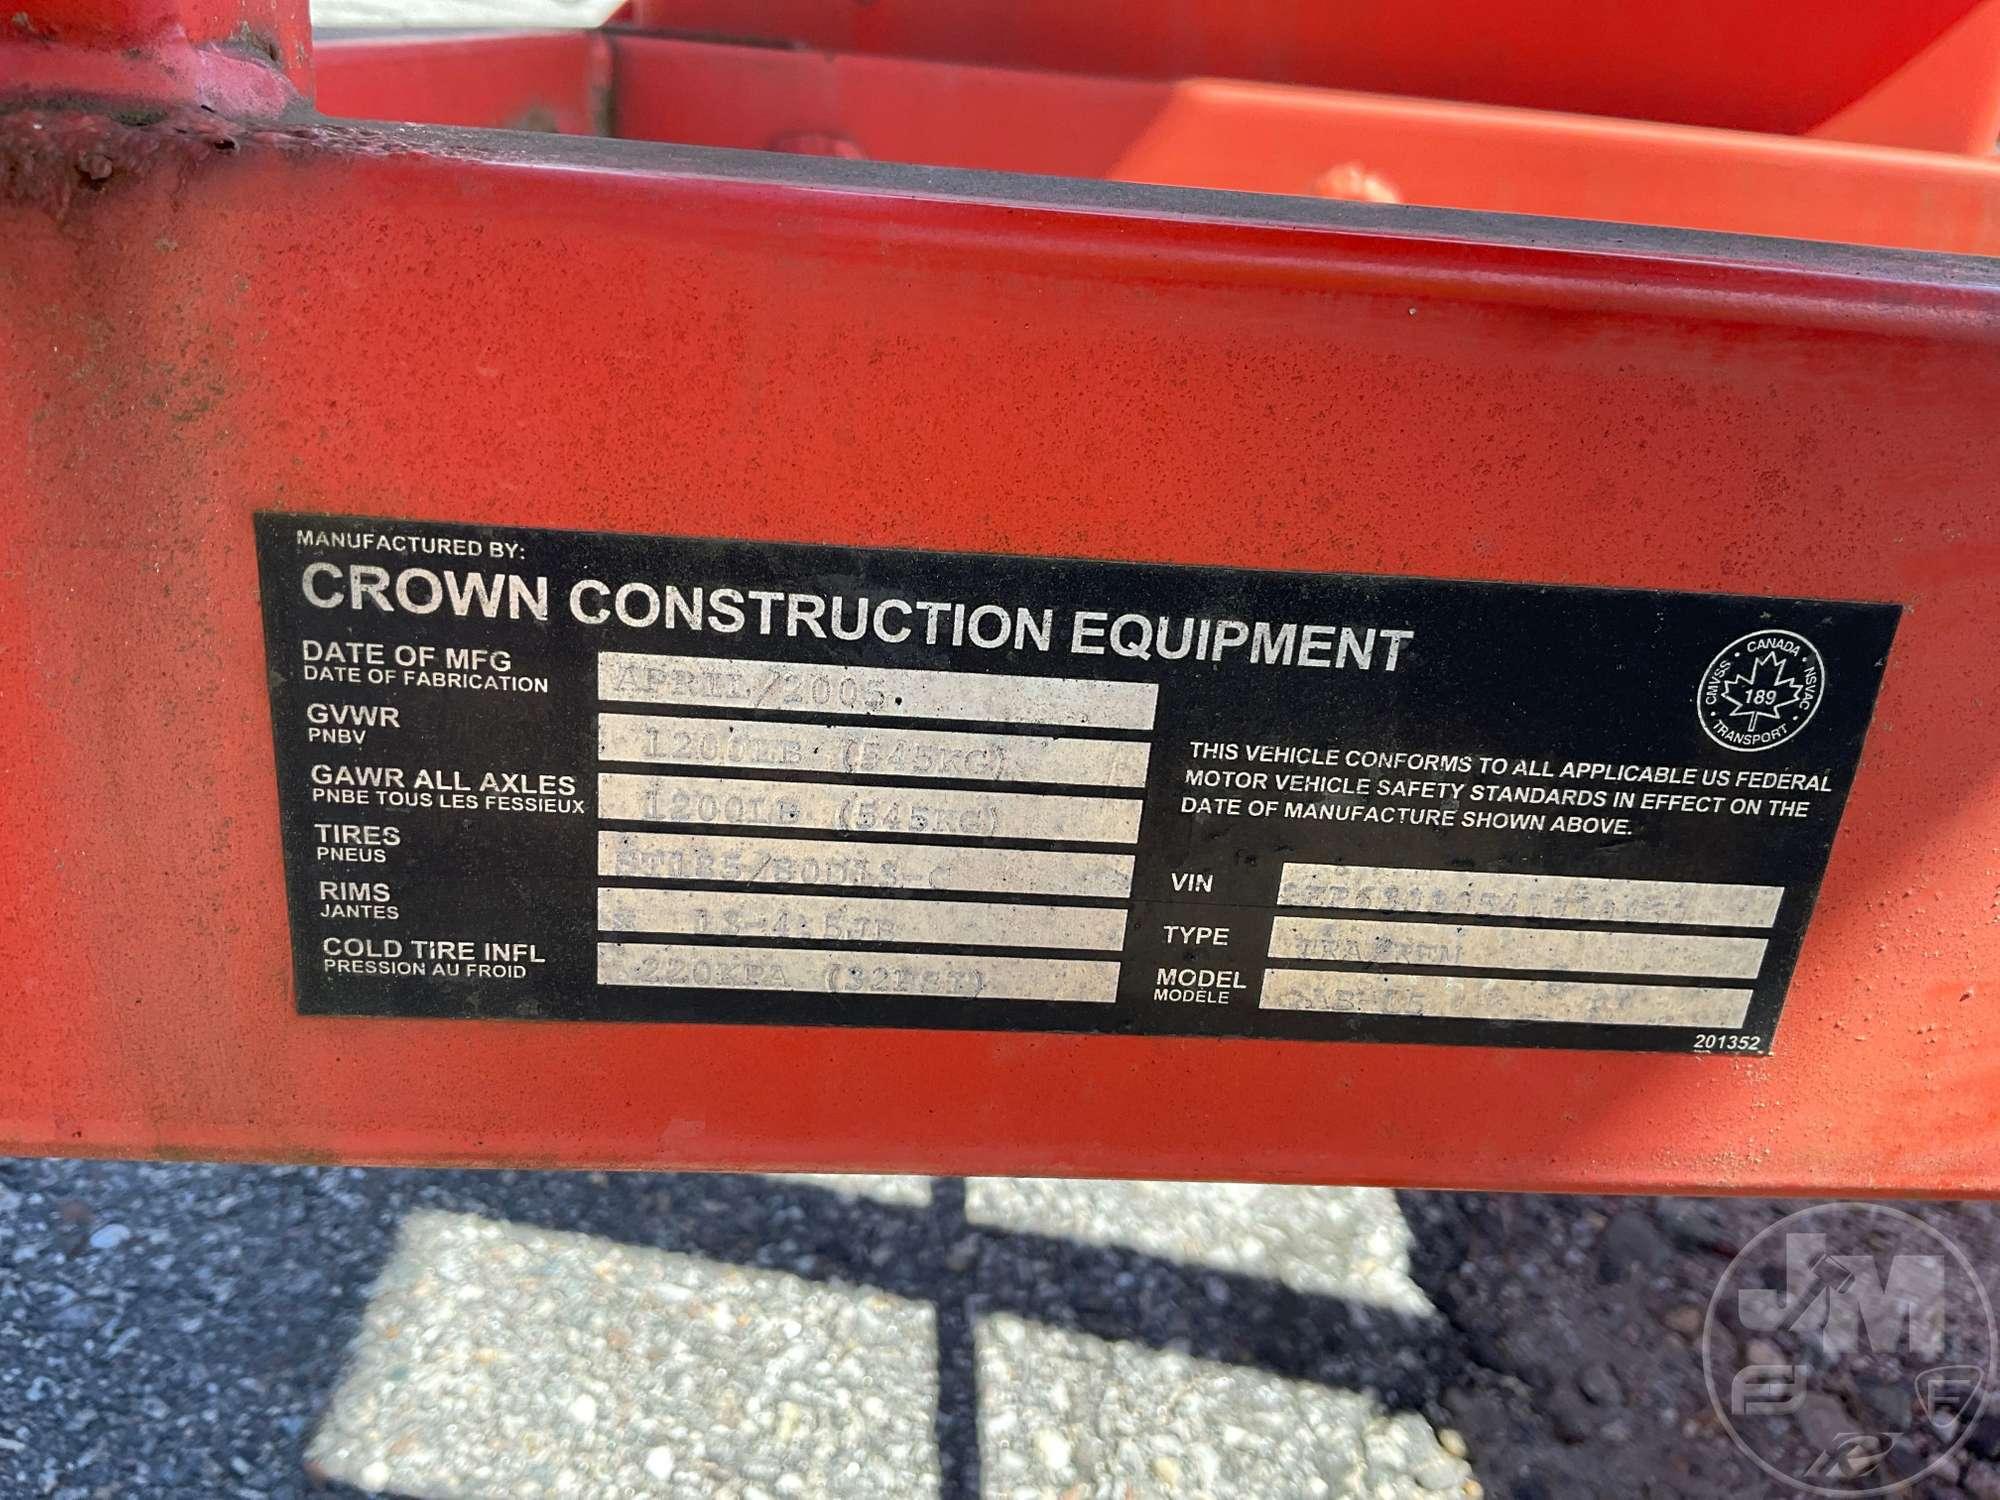 MANUFACTURED BY:
CROWN CONSTRUCTION EQUIPMENT
DATE OF MFG APRIL/2005.
DATE OF FABRICATION
GVWR 1200LB (545KG)
PNBV
GAWR ALL AXLES 1200LB (545KG)
PNBE TOUS LES FESSIEUX
TIRES
PNEUS
RIMS
JANTES
COLD TIRE INFL 220KPA (32PSI)
PRESSION AU FROID
CANADA
CMVSS • 189 • NSVAC
TRANSPORT
THIS VEHICLE CONFORMS TO ALL APPLICABLE US FEDERAL
MOTOR VEHICLE SAFETY STANDARDS IN EFFECT ON THE
DATE OF MANUFACTURE SHOWN ABOVE.
VIN
TYPE
MODEL
MODÈLE
201352
JM